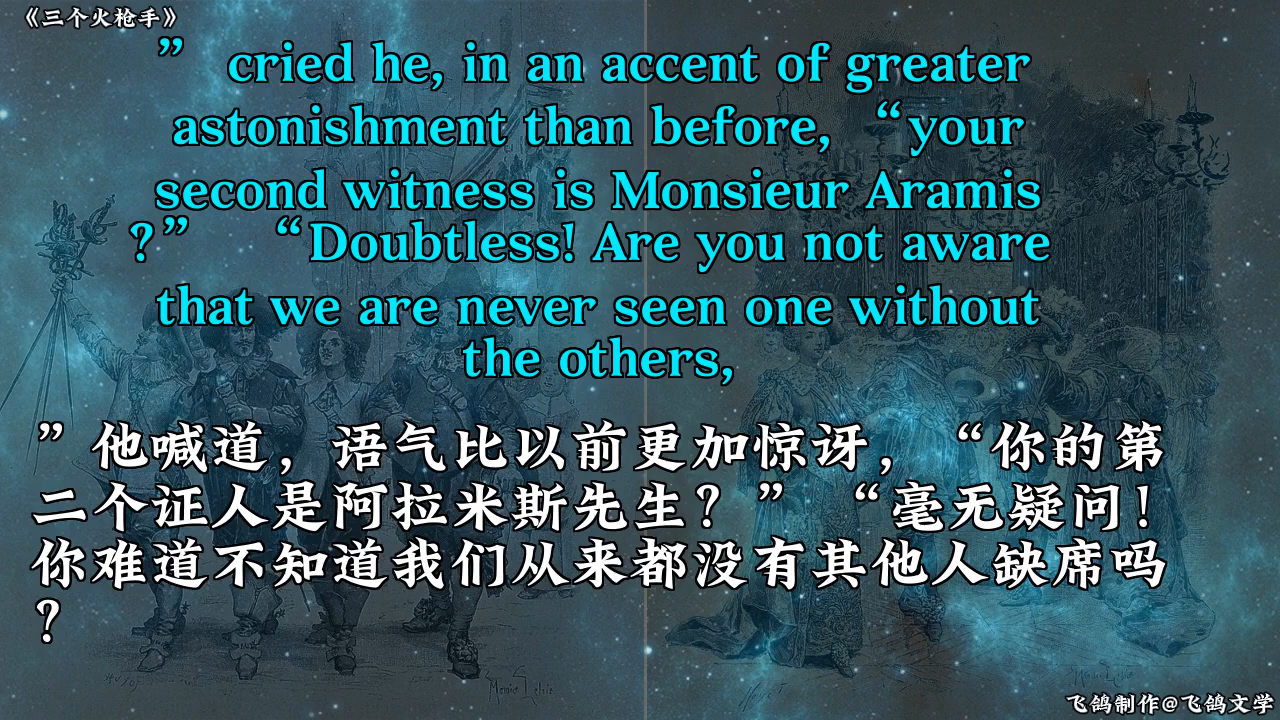 《三个火枪手》
” cried he, in an accent of greater
astonishment than before, “your
second witness is Monsieur Aramis
?” “Doubtless! Are you not aware
that we are never seen one without
the others,
”他喊道，语气比以前更加惊讶，“你的第
二个证人是阿拉米斯先生？”“毫无疑问！
你难道不知道我们从来都没有其他人缺席吗
？
飞鸽制作@飞鸽文学